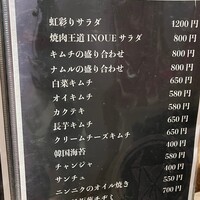 虹彩りサラダ 1200円
焼肉王道INOUEサラダ 800円
キムチの盛り合わせ 800円
ナムルの盛り合わせ 800円
白菜キムチ 650円
オイキムチ 580円
カクテキ 580円
長芋キムチ 650円
クリームチーズキムチ 650円
韓国海苔 400円
チャンジャ 580円
サンチュ 550円
ニンニクのオイル焼き 700円